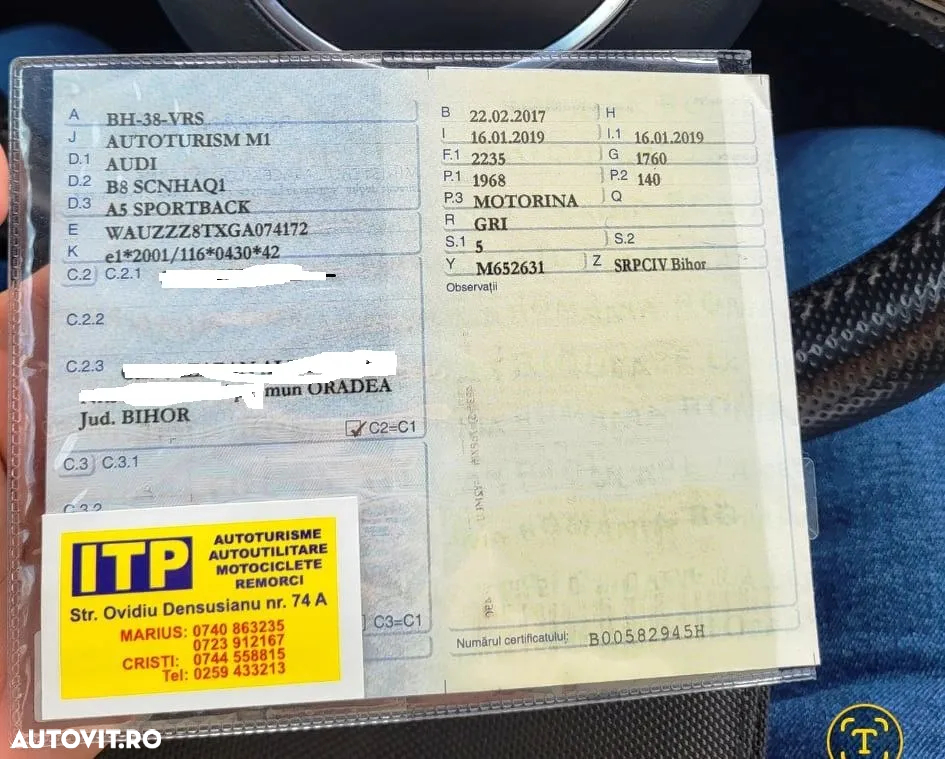 A BH-38-VRS
J AUTOTURISM M1
D.1 AUDI
D.2 B8 SCNHAQ1
D.3 A5 SPORTBACK
E WAUZZZ8TXGA074172
K e1*2001/116*0430*42
C.2 C.2.1
C.2.2
C.2.3
mun ORADEA
Jud. BIHOR
C2=C1
C.3 C.3.1
C3=C1
B 22.02.2017 H
I 16.01.2019 I.1 16.01.2019
F.1 2235 G 1760
P.1 1968 P.2 140
P.3 MOTORINA Q
R GRI
S.1 5 S.2
Y M652631 Z SRPCIV Bihor
Observații
Numărul certificatului: B00582945H
ITP
AUTOTURISME
AUTOUTILITARE
MOTOCICLETE
REMORCI
Str. Ovidiu Densusianu nr. 74 A
MARIUS: 0740 863235
0723 912167
CRISTI: 0744 558815
Tel: 0259 433213
AUTOVIT.RO
T